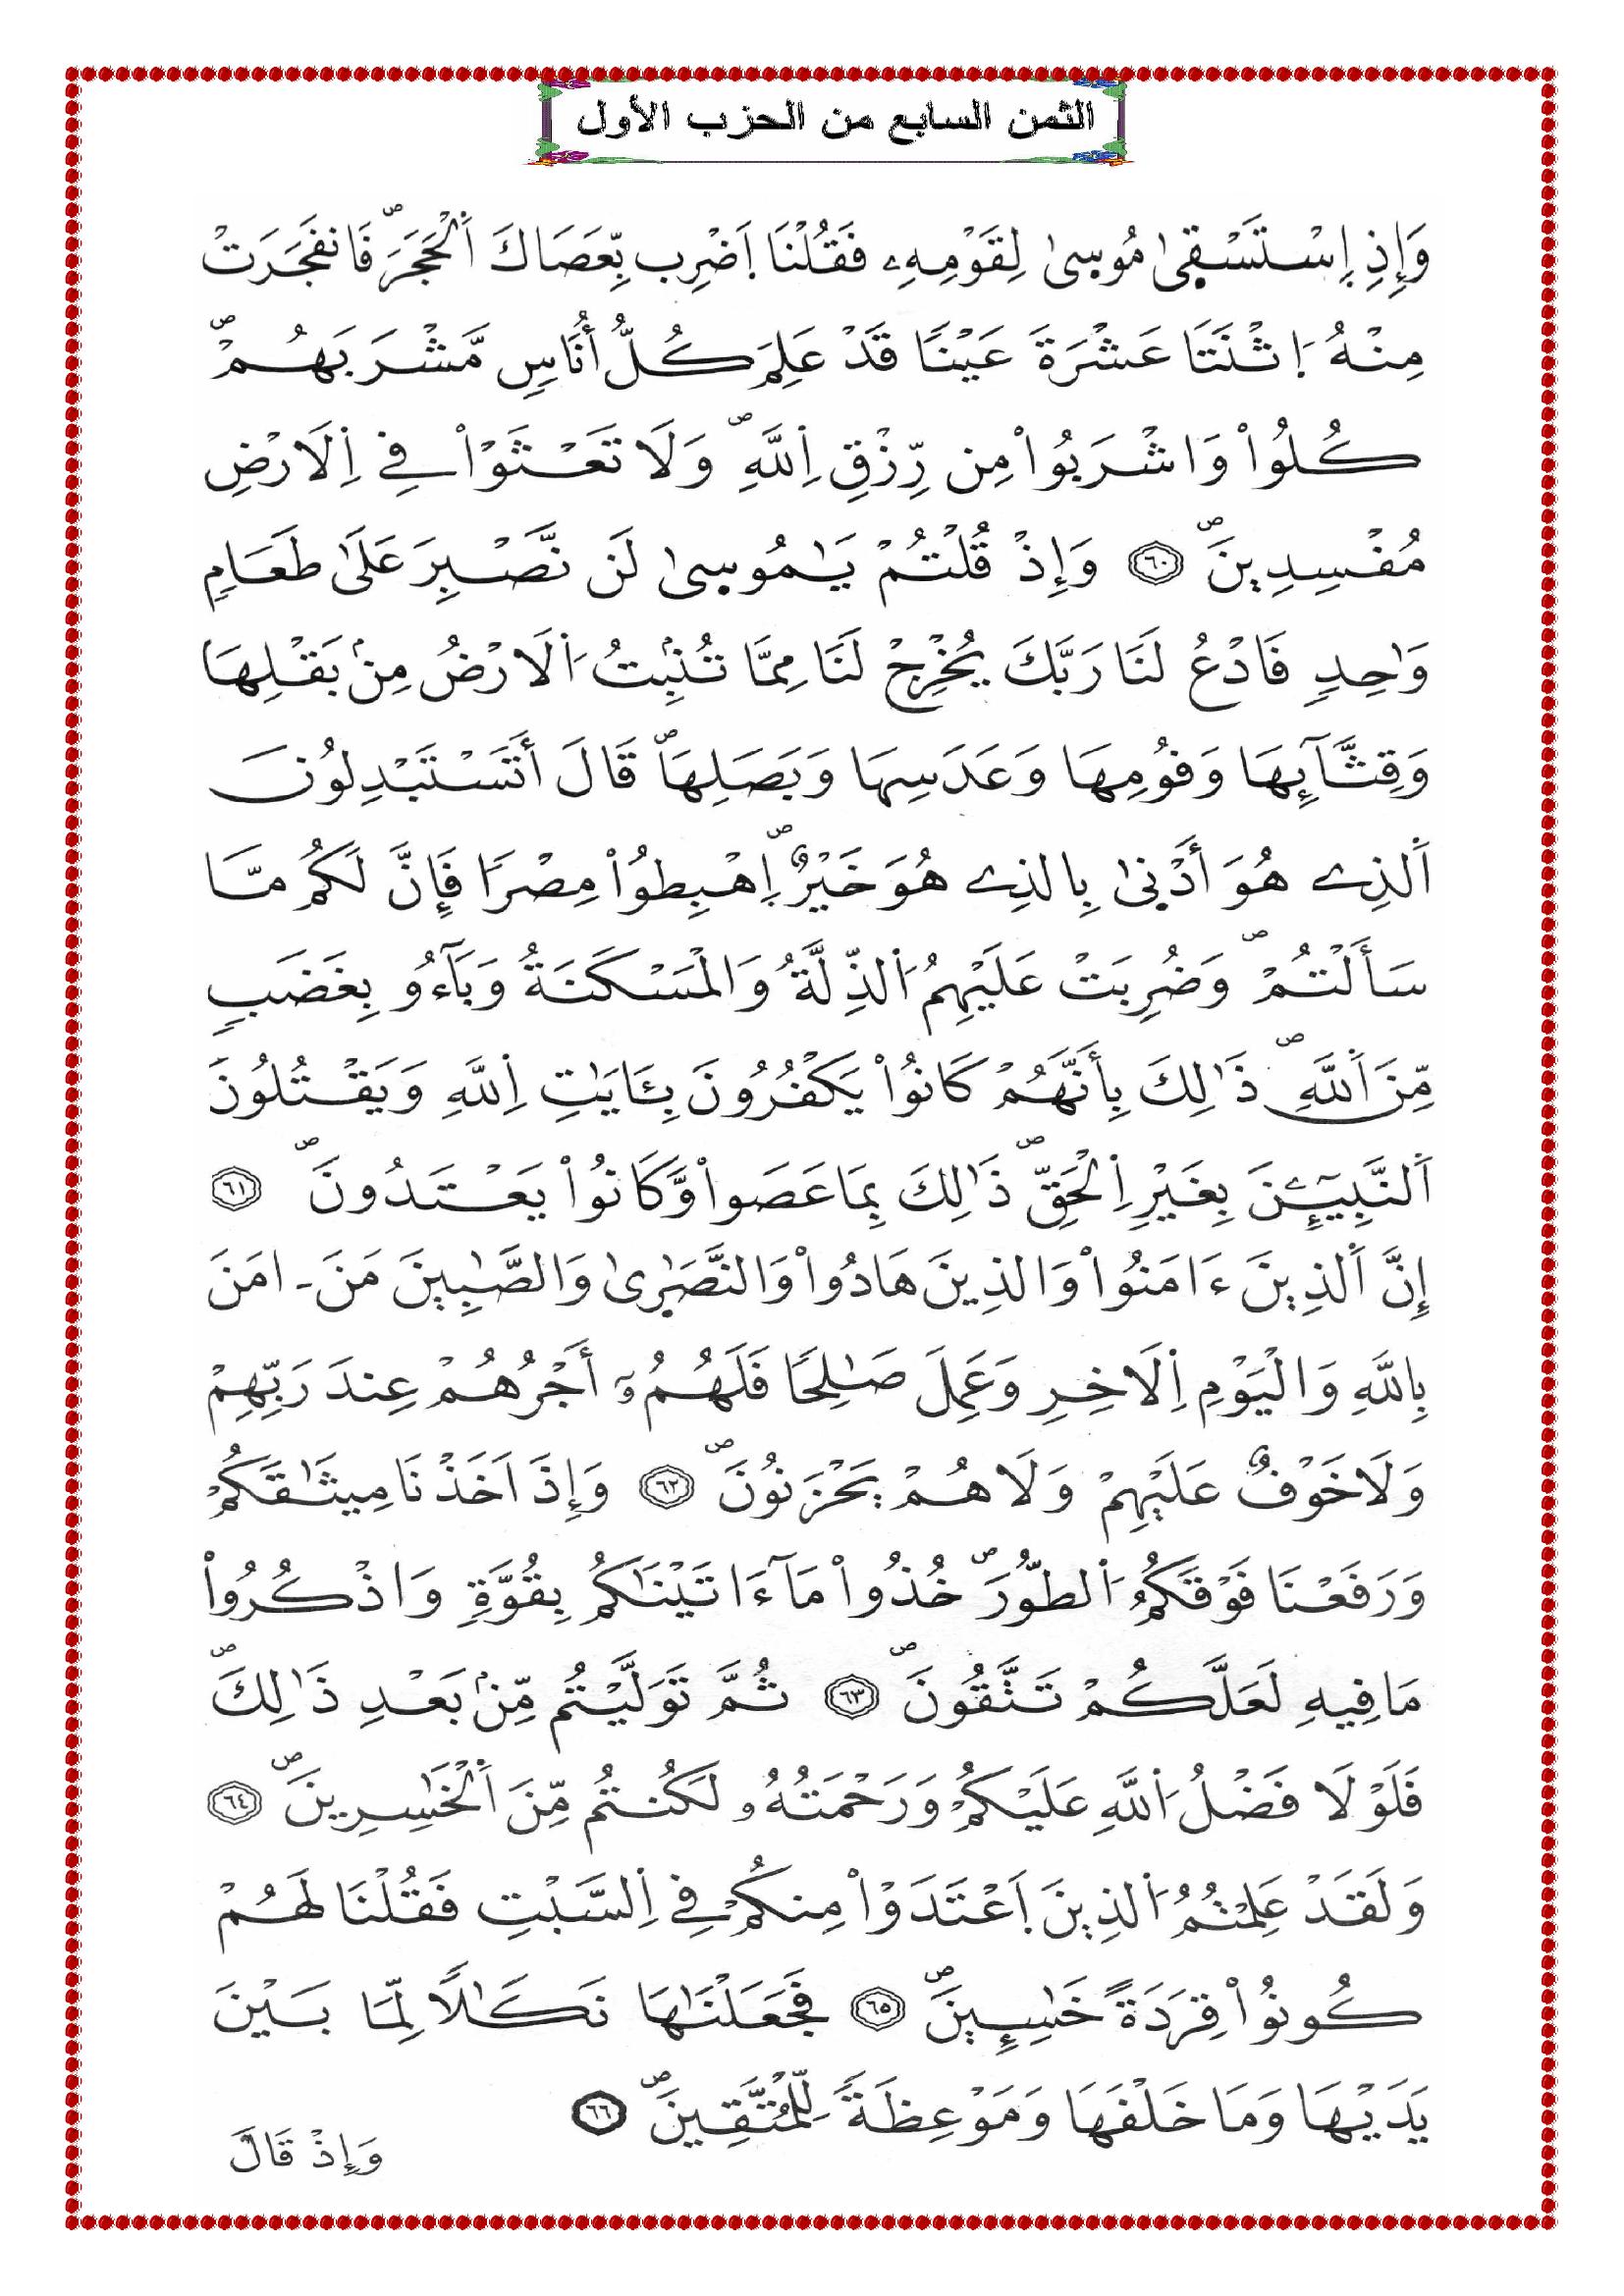 الثمن السابع من الحزب الأول
وَإِذِ اِ۪سْتَسْق۪ىٰ مُوس۪ىٰ لِقَوْمِهِۦ فَقُلْنَا اَ۪ضْرِب بِّعَصَاكَ اَ۬لْحَجَرَۖ فَانفَجَرَتْ
مِنْهُ اُ۪ثْنَتَا عَشْرَةَ عَيْنًا قَدْ عَلِمَ كُلُّ أُنَاسٍ مَّشْرَبَهُمْۖ
كُلُواْ وَاشْرَبُواْ مِن رِّزْقِ اِ۬للَّهِۖ وَلَا تَعْثَوْاْ فِے اِ۬لَارْضِ
مُفْسِدِينَۖ ۝٦٠ وَإِذْ قُلْتُمْ يَٰمُوس۪ىٰ لَن نَّصْبِرَ عَلَىٰ طَعَامٍ
وَٰحِدٍ فَادْعُ لَنَا رَبَّكَ يُخْرِجْ لَنَا مِمَّا تُنۢبِتُ اُ۬لَارْضُ مِنۢ بَقْلِهَا
وَقِثَّآئِهَا وَفُومِهَا وَعَدَسِهَا وَبَصَلِهَاۖ قَالَ أَتَسْتَبْدِلُونَ
اَ۬لذِے هُوَ أَدْن۪ىٰ بِالذِے هُوَ خَيْرٌۖ اِ۪هْبِطُواْ مِصْرًا فَإِنَّ لَكُم مَّا
سَأَلْتُمْۖ وَضُرِبَتْ عَلَيْهِمُ اُ۬لذِّلَّةُ وَالْمَسْكَنَةُ وَبَآءُو بِغَضَبٍ
مِّنَ اَ۬للَّهِۖ ذَٰلِكَ بِأَنَّهُمْ كَانُواْ يَكْفُرُونَ بِـَٔايَٰتِ اِ۬للَّهِ وَيَقْتُلُونَ
اَ۬لنَّبِيٓـِٕۧنَ بِغَيْرِ اِ۬لْحَقِّۖ ذَٰلِكَ بِمَا عَصَواْ وَّكَانُواْ يَعْتَدُونَۖ ۝٦١
إِنَّ اَ۬لذِينَ ءَامَنُواْ وَالذِينَ هَادُواْ وَالنَّصَٰر۪ىٰ وَالصَّٰبِينَ مَنَ ـ امَنَ
بِاللَّهِ وَالْيَوْمِ اِ۬لَاخِرِ وَعَمِلَ صَٰلِحًا فَلَهُمُۥٓ أَجْرُهُمْ عِندَ رَبِّهِمْ
وَلَا خَوْفٌ عَلَيْهِمْ وَلَا هُمْ يَحْزَنُونَۖ ۝٦٢ وَإِذَ اَخَذْنَا مِيثَٰقَكُمْ
وَرَفَعْنَا فَوْقَكُمُ اُ۬لطُّورَۖ خُذُواْ مَآ ءَاتَيْنَٰكُم بِقُوَّةٍ وَاذْكُرُواْ
مَا فِيهِ لَعَلَّكُمْ تَتَّقُونَۖ ۝٦٣ ثُمَّ تَوَلَّيْتُم مِّنۢ بَعْدِ ذَٰلِكَۖ
فَلَوْلَا فَضْلُ اُ۬للَّهِ عَلَيْكُمْ وَرَحْمَتُهُۥ لَكُنتُم مِّنَ اَ۬لْخَٰسِرِينَۖ ۝٦٤
وَلَقَدْ عَلِمْتُمُ اُ۬لذِينَ اَ۪عْتَدَوْاْ مِنكُمْ فِے اِ۬لسَّبْتِ فَقُلْنَا لَهُمْ
كُونُواْ قِرَدَةً خَٰسِـِٕينَۖ ۝٦٥ فَجَعَلْنَٰهَا نَكَٰلًا لِّمَا بَيْنَ
يَدَيْهَا وَمَا خَلْفَهَا وَمَوْعِظَةً لِّلْمُتَّقِينَۖ ۝٦٦
وَإِذْ قَالَ